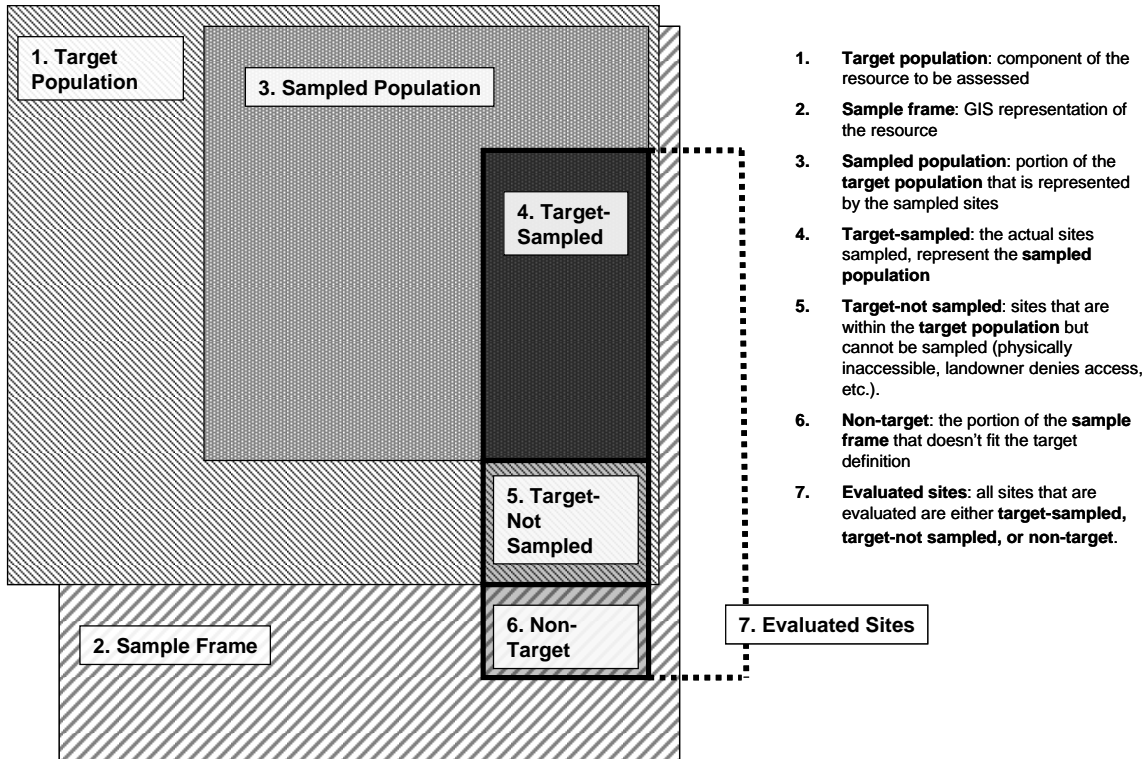 1. Target
Population
3. Sampled Population
4. Target-
Sampled
5. Target-
Not
Sampled
6. Non-
Target
2. Sample Frame
7. Evaluated Sites
1. Target population: component of the
resource to be assessed
2. Sample frame: GIS representation of
the resource
3. Sampled population: portion of the
target population that is represented
by the sampled sites
4. Target-sampled: the actual sites
sampled, represent the sampled
population
5. Target-not sampled: sites that are
within the target population but
cannot be sampled (physically
inaccessible, landowner denies access,
etc.).
6. Non-target: the portion of the sample
frame that doesn't fit the target
definition
7. Evaluated sites: all sites that are
evaluated are either target-sampled,
target-not sampled, or non-target.